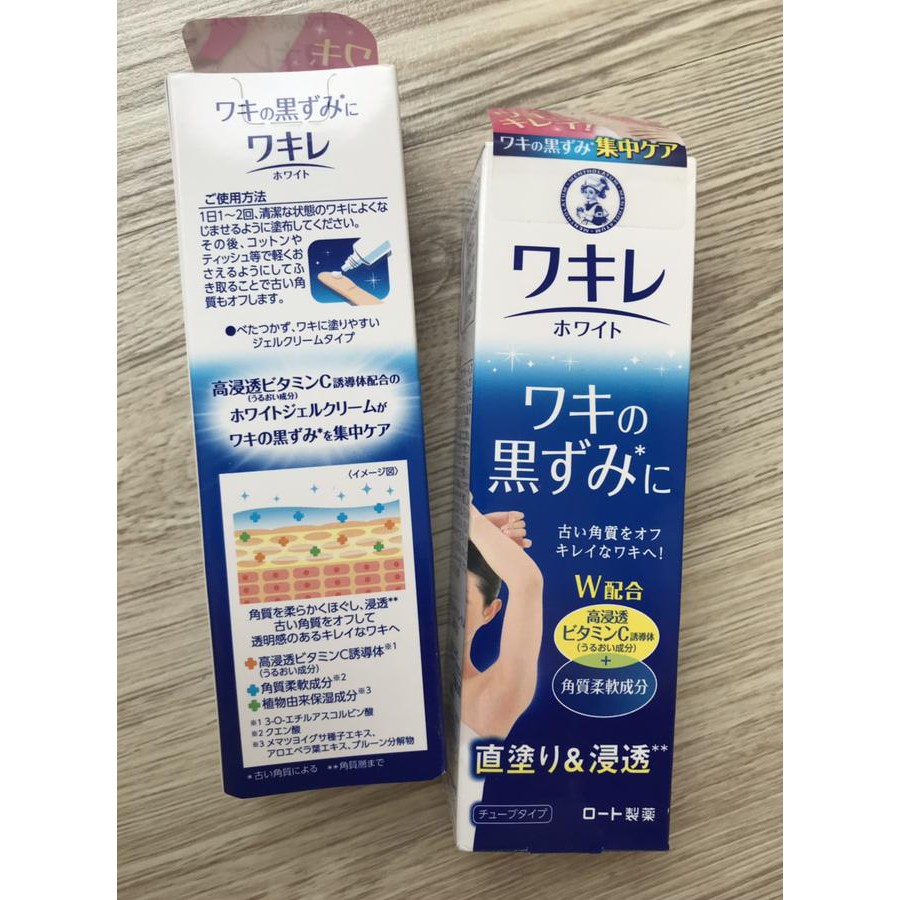 ワキの黒ずみ*に
ワキレ
ホワイト
ご使用方法
1日1〜2回、清潔な状態のワキによくな
じませるように塗布してください。
その後、コットンや
ティッシュ等で軽くお
さえるようにしてふ
き取ることで古い角
質もオフします。
●べたつかず、ワキに塗りやすい
ジェルクリームタイプ
高浸透ビタミンC誘導体配合の
(うるおい成分)
ホワイトジェルクリームが
ワキの黒ずみ*を集中ケア
〈イメージ図〉
角質を柔らかくほぐし、浸透**
古い角質をオフして
透明感のあるキレイなワキへ
高浸透ビタミンC誘導体※1
(うるおい成分)
角質柔軟成分※2
植物由来保湿成分※3
※1 3-O-エチルアスコルビン酸
※2 クエン酸
※3 メマツヨイグサ種子エキス、
アロエベラ葉エキス、プルーン分解物
*古い角質による **角質層まで
キレイ!
ワキの黒ずみ*集中ケア
MENTHOLATUM
ワキレ
ホワイト
ワキの
黒ずみ*に
古い角質をオフ
キレイなワキへ!
W配合
高浸透
ビタミンC誘導体
(うるおい成分)
+
角質柔軟成分
直塗り&浸透**
チューブタイプ
ロート製薬